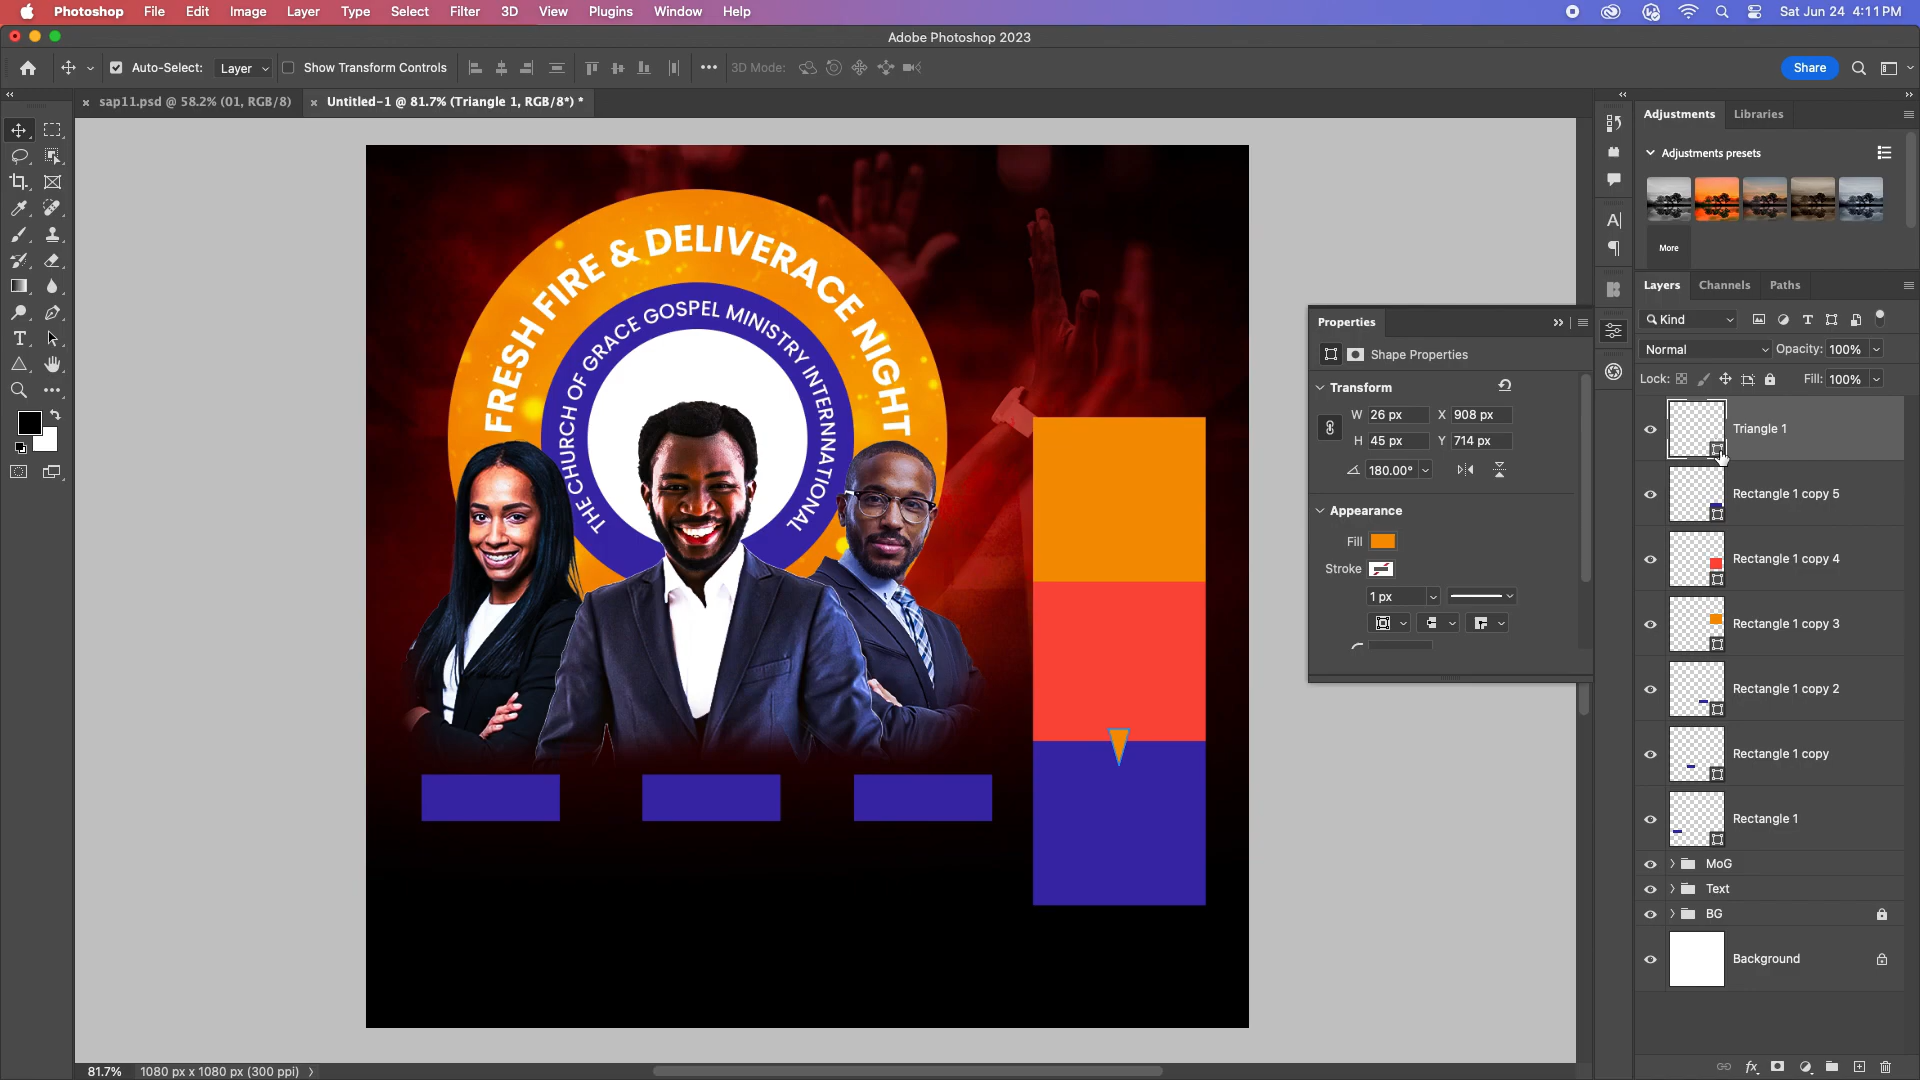 Photoshop File Edit Image Layer Type Select Filter 3D View Plugins Window Help Sat Jun 24 4:11PM
Adobe Photoshop 2023
Auto-Select: Layer Show Transform Controls 3D Mode: Share
sap11.psd @ 58.2% (01, RGB/8) Untitled-1 @ 81.7% (Triangle 1, RGB/8*) *
FRESH FIRE & DELIVERACE NIGHT
THE CHURCH OF GRACE GOSPEL MINISTRY INTERNNATIONAL
Properties
Shape Properties
Transform
W 26 px X 908 px
H 45 px Y 714 px
180.00°
Appearance
Fill
Stroke
1 px
Adjustments Libraries
Adjustments presets
More
Layers Channels Paths
Kind
Normal Opacity: 100%
Lock: Fill: 100%
Triangle 1
Rectangle 1 copy 5
Rectangle 1 copy 4
Rectangle 1 copy 3
Rectangle 1 copy 2
Rectangle 1 copy
Rectangle 1
MoG
Text
BG
Background
81.7% 1080 px x 1080 px (300 ppi)